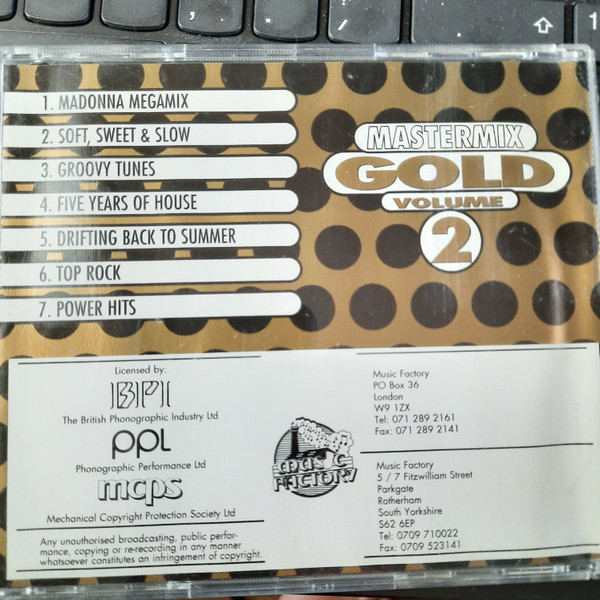 1. MADONNA MEGAMIX
2. SOFT, SWEET & SLOW
3. GROOVY TUNES
4. FIVE YEARS OF HOUSE
5. DRIFTING BACK TO SUMMER
6. TOP ROCK
7. POWER HITS
MASTERMIX
GOLD
VOLUME
2
Licensed by:
BPI
The British Phonographic Industry Ltd
PPL
Phonographic Performance Ltd
mcps
Mechanical Copyright Protection Society Ltd
Any unauthorised broadcasting, public perfor-
mance, copying or re-recording in any manner
whatsoever constitutes an infringement of copyright.
MUSIC
FACTORY
Music Factory
PO Box 36
London
W9 1ZX
Tel: 071 289 2161
Fax: 071 289 2141
Music Factory
5 / 7 Fitzwilliam Street
Parkgate
Rotherham
South Yorkshire
S62 6EP
Tel: 0709 710022
Fax: 0709 523141